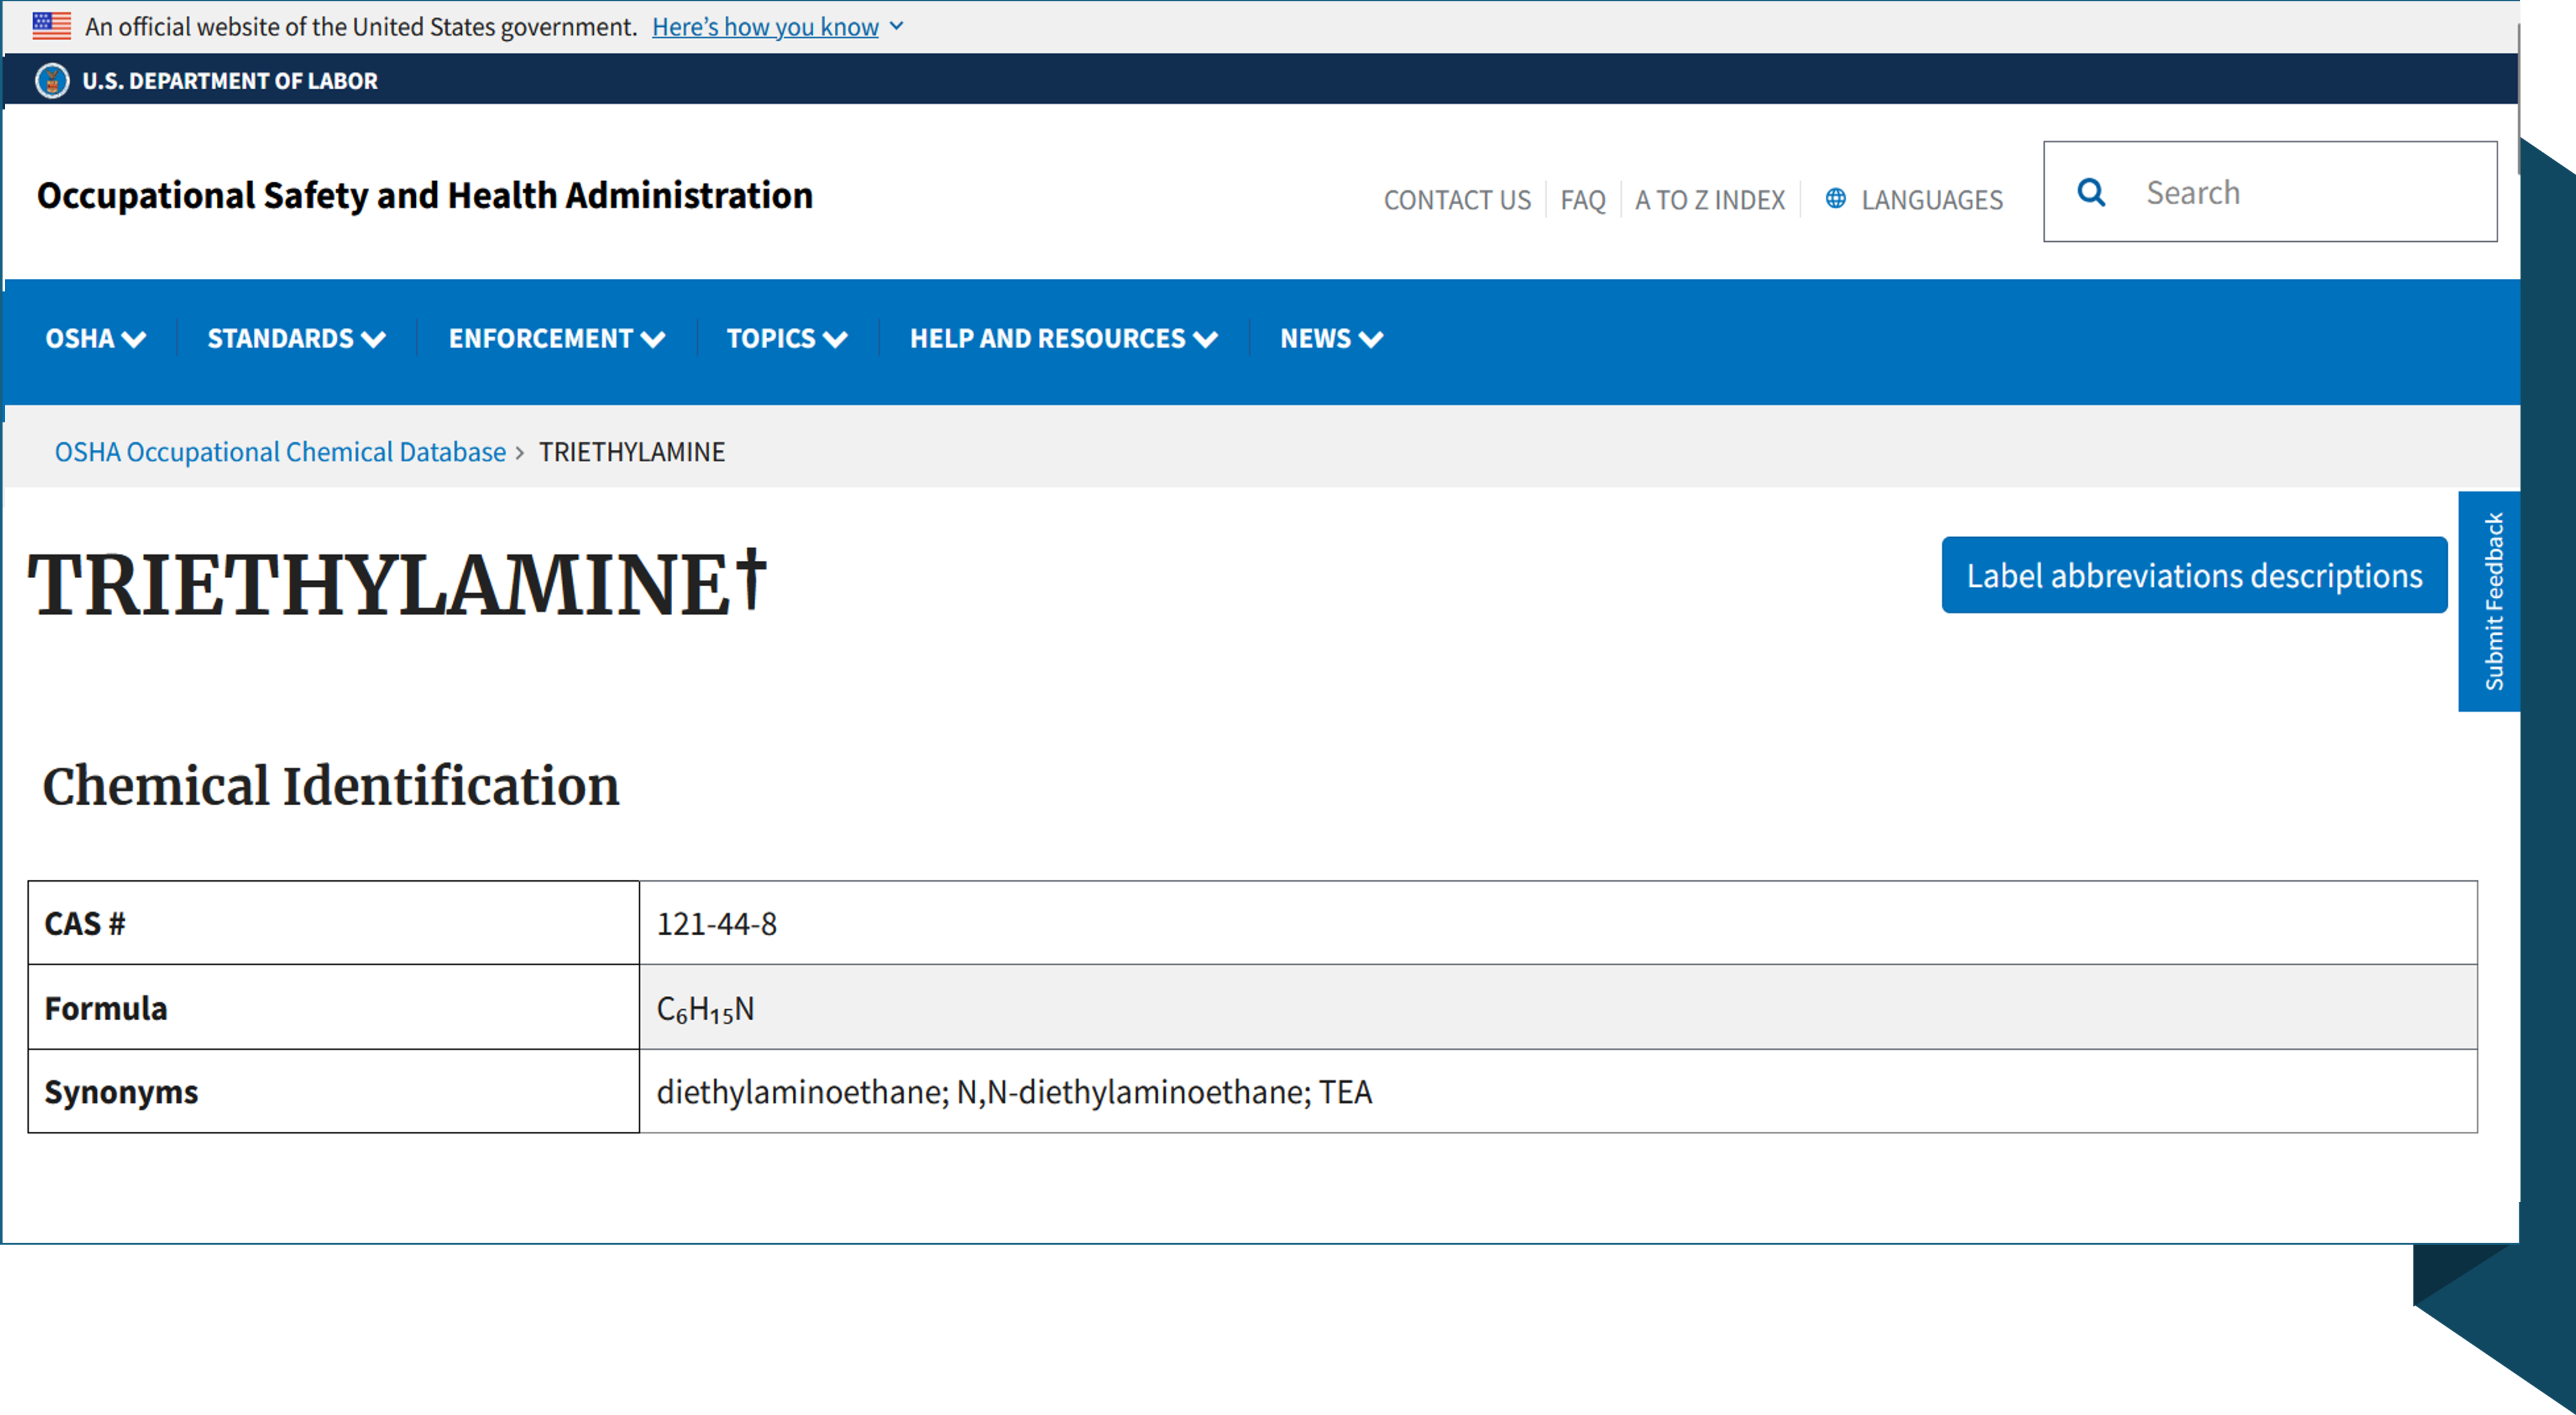 An official website of the United States government. Here’s how you know
U.S. DEPARTMENT OF LABOR
Occupational Safety and Health Administration
CONTACT US FAQ A TO Z INDEX LANGUAGES Search
OSHA STANDARDS ENFORCEMENT TOPICS HELP AND RESOURCES NEWS
OSHA Occupational Chemical Database › TRIETHYLAMINE
TRIETHYLAMINE†
Label abbreviations descriptions
Submit Feedback
Chemical Identification
CAS # 121-44-8
Formula C₆H₁₅N
Synonyms diethylaminoethane; N,N-diethylaminoethane; TEA